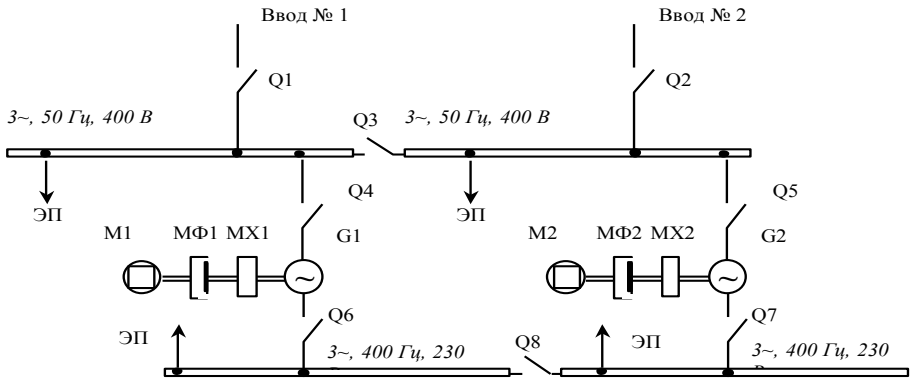 Ввод № 1
Ввод № 2
Q1
Q2
3~, 50 Гц, 400 В
Q3
3~, 50 Гц, 400 В
Q4
Q5
ЭП
ЭП
М1
МФ1
МХ1
G1
М2
МФ2
МХ2
G2
~
~
Q6
Q7
ЭП
3~, 400 Гц, 230
Q8
ЭП
3~, 400 Гц, 230